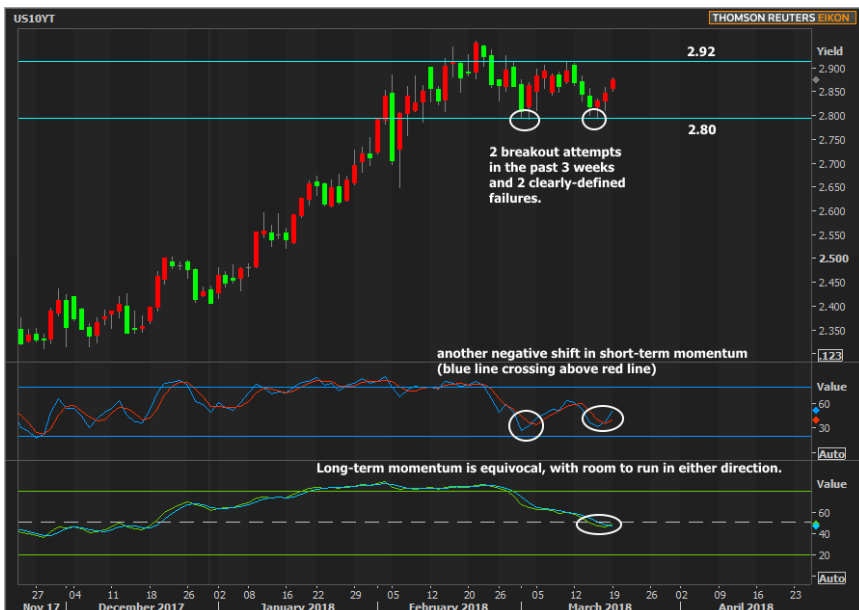 US10YT
THOMSON REUTERS EIKON
Yield
2.92
2.900
2.850
2.800
2.80
2 breakout attempts
in the past 3 weeks
and 2 clearly-defined
failures.
2.750
2.700
2.650
2.600
2.550
2.500
2.450
2.400
2.350
.123
another negative shift in short-term momentum
(blue line crossing above red line)
Value
60
30
Auto
Long-term momentum is equivocal, with room to run in either direction.
Value
60
40
20
Auto
27 04 11 18 26 02 08 16 22 29 05 12 20 26 05 12 19 26 02 09 16 23
Nov 17 December 2017 January 2018 February 2018 March 2018 April 2018